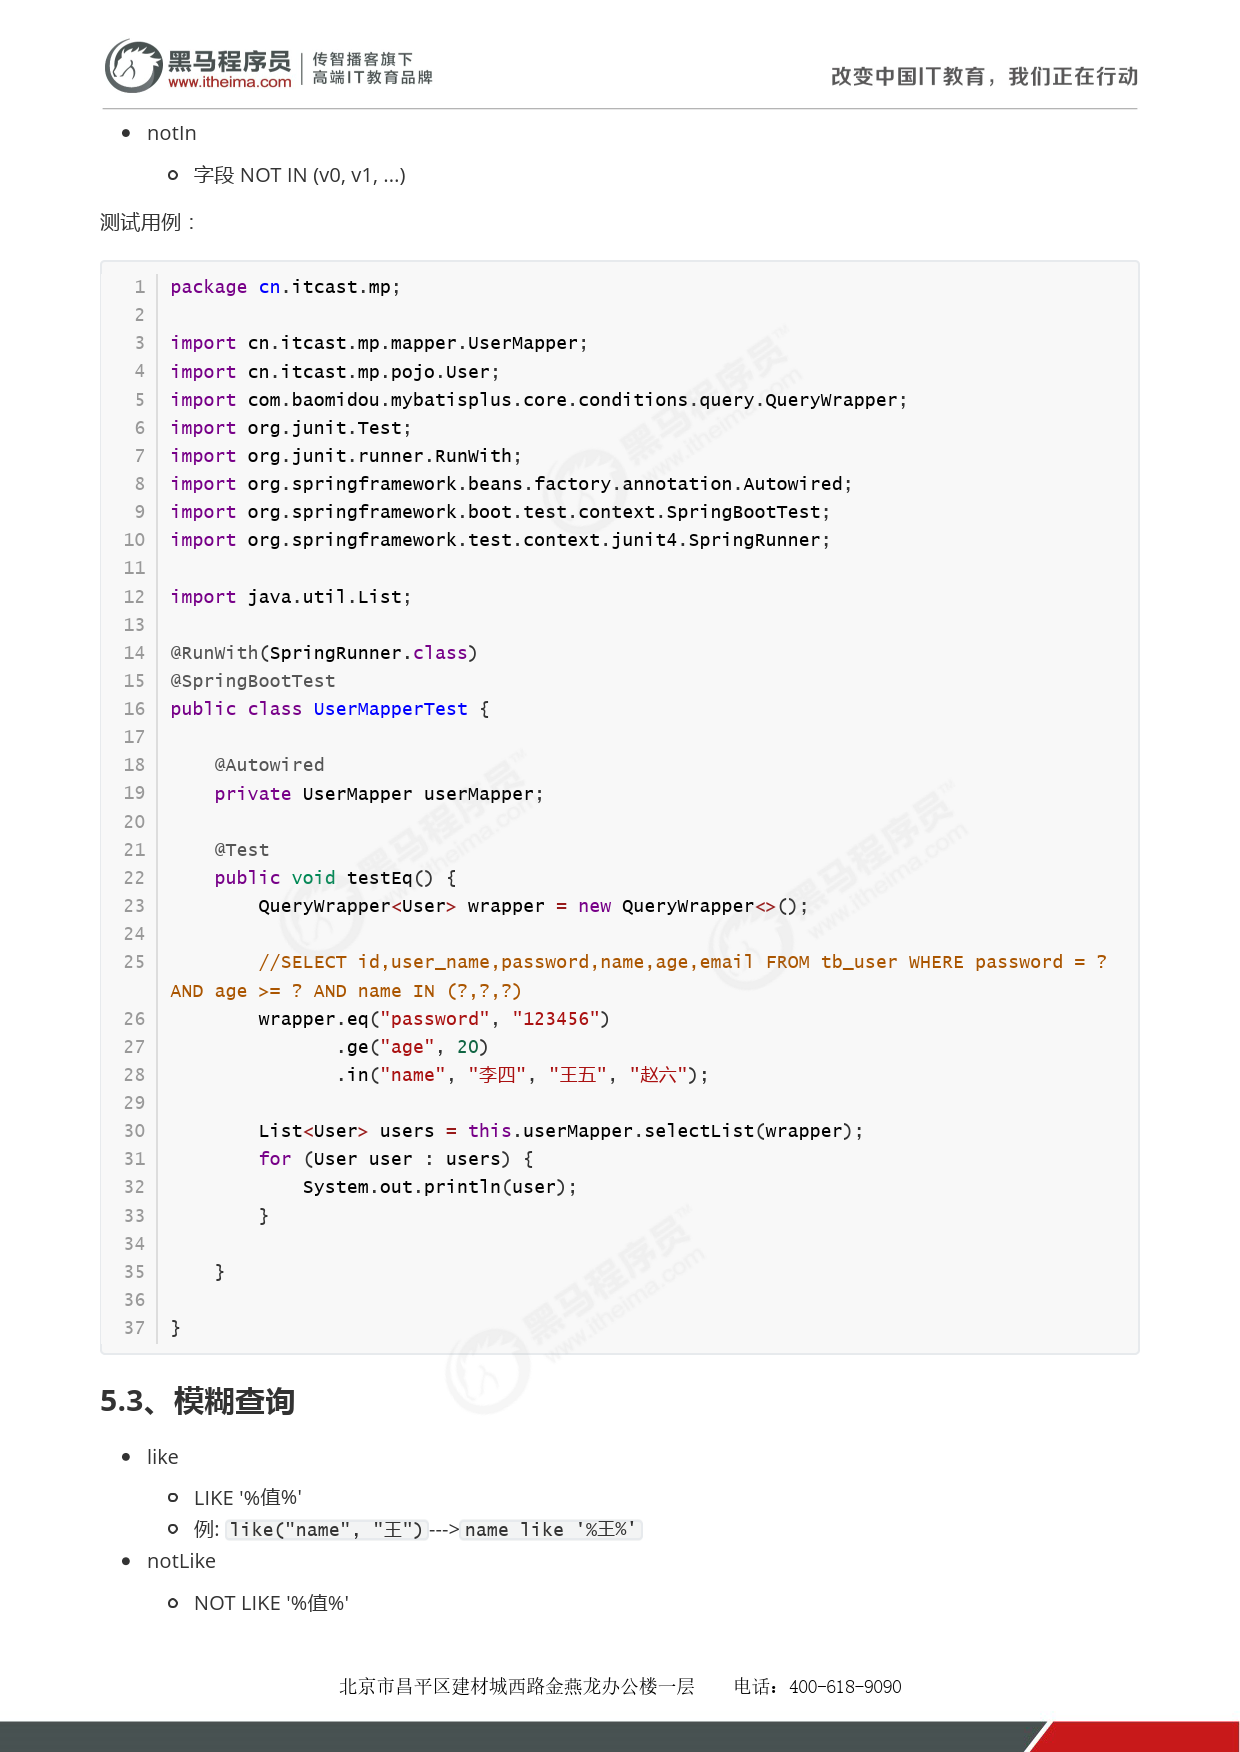 黑马程序员 传智播客旗下
www.itheima.com 高端IT教育品牌
改变中国IT教育，我们正在行动
notIn
字段 NOT IN (v0, v1, ...)
测试用例：
1 package cn.itcast.mp;
2
3 import cn.itcast.mp.mapper.UserMapper;
4 import cn.itcast.mp.pojo.User;
5 import com.baomidou.mybatisplus.core.conditions.query.QueryWrapper;
6 import org.junit.Test;
7 import org.junit.runner.RunWith;
8 import org.springframework.beans.factory.annotation.Autowired;
9 import org.springframework.boot.test.context.SpringBootTest;
10 import org.springframework.test.context.junit4.SpringRunner;
11
12 import java.util.List;
13
14 @RunWith(SpringRunner.class)
15 @SpringBootTest
16 public class UserMapperTest {
17
18     @Autowired
19     private UserMapper userMapper;
20
21     @Test
22     public void testEq() {
23         QueryWrapper<User> wrapper = new QueryWrapper<>();
24
25         //SELECT id,user_name,password,name,age,email FROM tb_user WHERE password = ?
AND age >= ? AND name IN (?,?,?)
26         wrapper.eq("password", "123456")
27                .ge("age", 20)
28                .in("name", "李四", "王五", "赵六");
29
30         List<User> users = this.userMapper.selectList(wrapper);
31         for (User user : users) {
32             System.out.println(user);
33         }
34
35     }
36
37 }
5.3、模糊查询
like
LIKE '%值%'
例: like("name", "王")--->name like '%王%'
notLike
NOT LIKE '%值%'
北京市昌平区建材城西路金燕龙办公楼一层 电话：400-618-9090